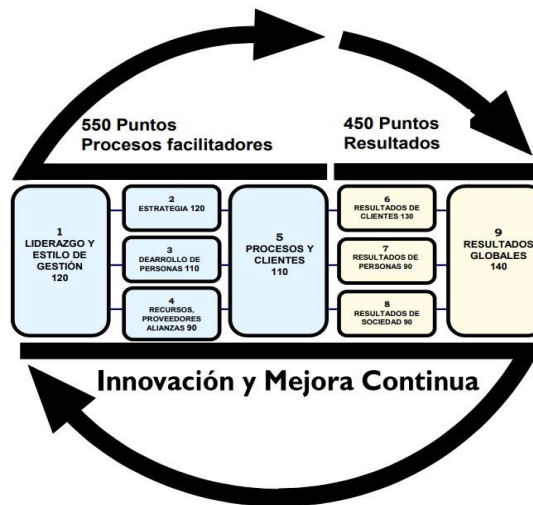 550 Puntos
Procesos facilitadores
450 Puntos
Resultados
1
LIDERAZGO Y
ESTILO DE
GESTIÓN
120
2
ESTRATEGIA 120
3
DEARROLLO DE
PERSONAS 110
4
RECURSOS,
PROVEEDORES
ALIANZAS 90
5
PROCESOS Y
CLIENTES
110
6
RESULTADOS DE
CLIENTES 130
7
RESULTADOS DE
PERSONAS 90
8
RESULTADOS DE
SOCIEDAD 90
9
RESULTADOS
GLOBALES
140
Innovación y Mejora Continua